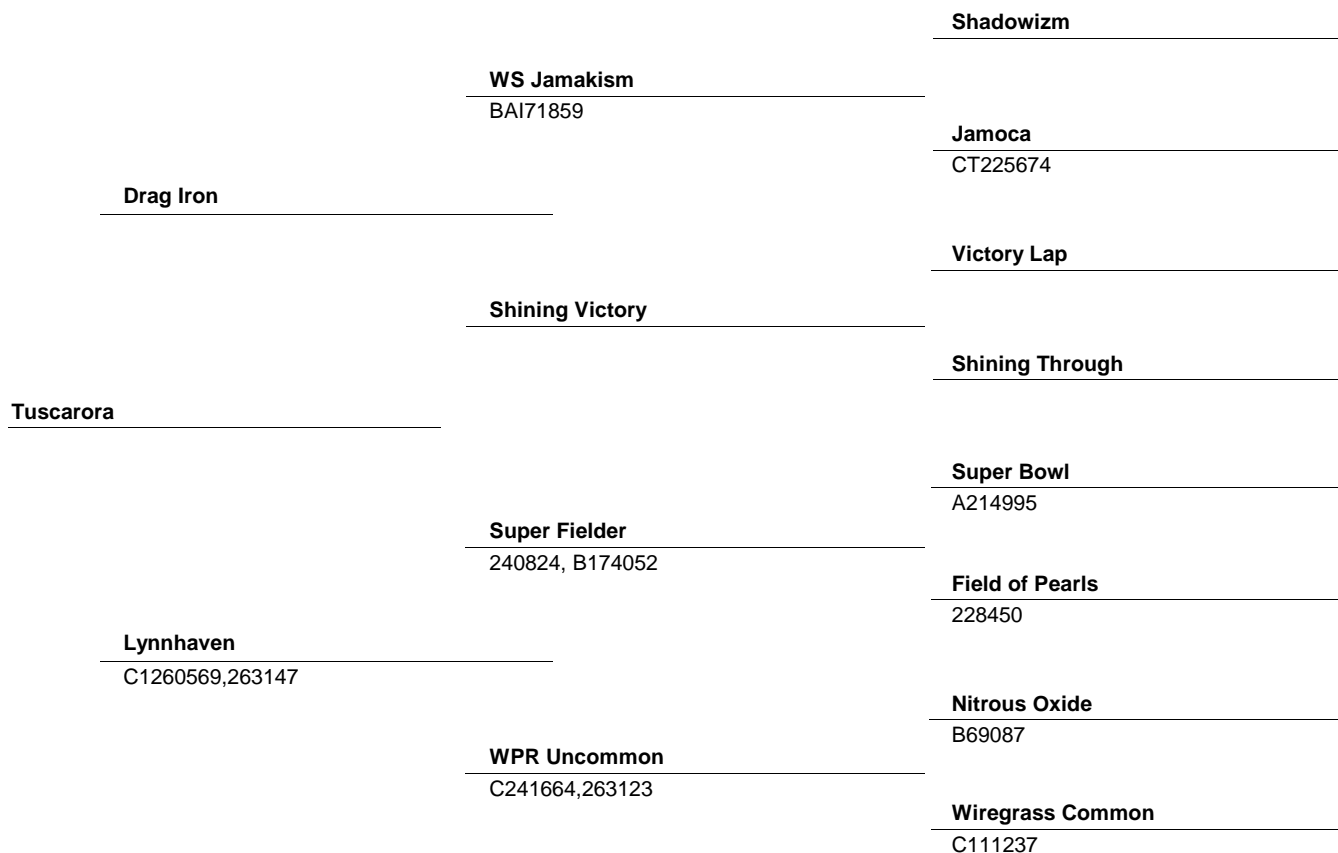 Shadowizm
WS Jamakism
BAI71859
Jamoca
CT225674
Drag Iron
Victory Lap
Shining Victory
Shining Through
Tuscarora
Super Bowl
A214995
Super Fielder
240824, B174052
Field of Pearls
228450
Lynnhaven
C1260569,263147
Nitrous Oxide
B69087
WPR Uncommon
C241664,263123
Wiregrass Common
C111237